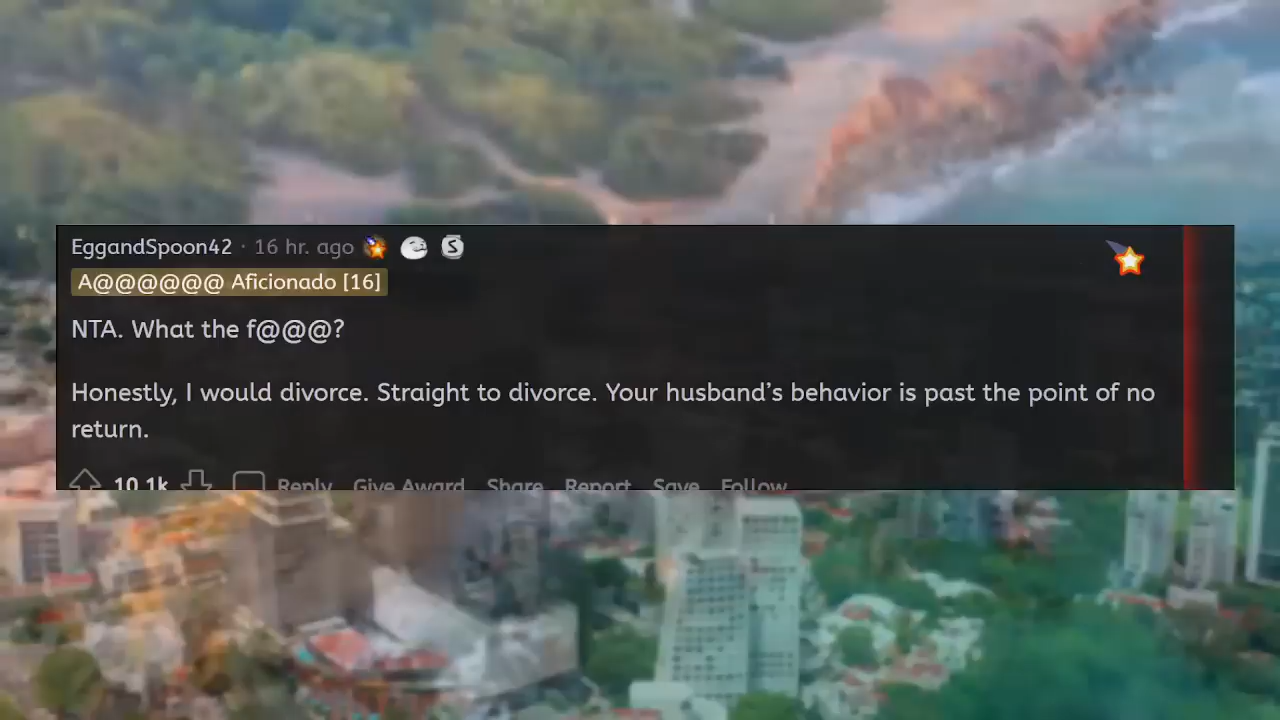 EggandSpoon42 · 16 hr. ago
A@@@@@@ Aficionado [16]
NTA. What the f@@@?
Honestly, I would divorce. Straight to divorce. Your husband's behavior is past the point of no
return.
10.1k Reply Give Award Share Report Save Follow